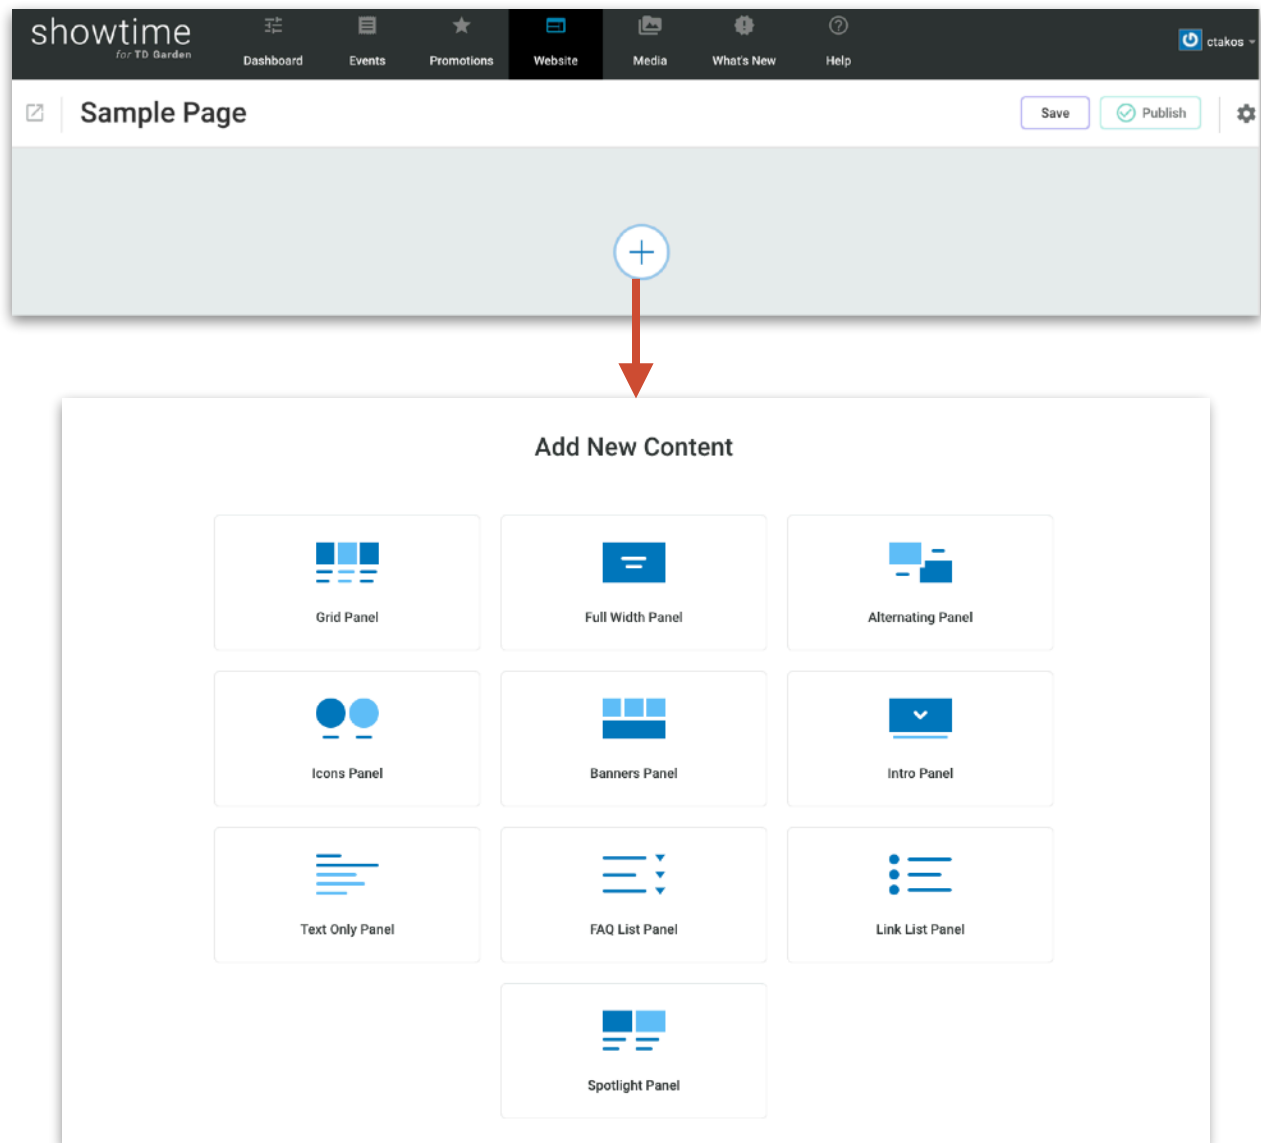 showtime
for TD Garden
Dashboard Events Promotions Website Media What's New Help
ctakos
Sample Page
Save Publish
Add New Content
Grid Panel Full Width Panel Alternating Panel
Icons Panel Banners Panel Intro Panel
Text Only Panel FAQ List Panel Link List Panel
Spotlight Panel